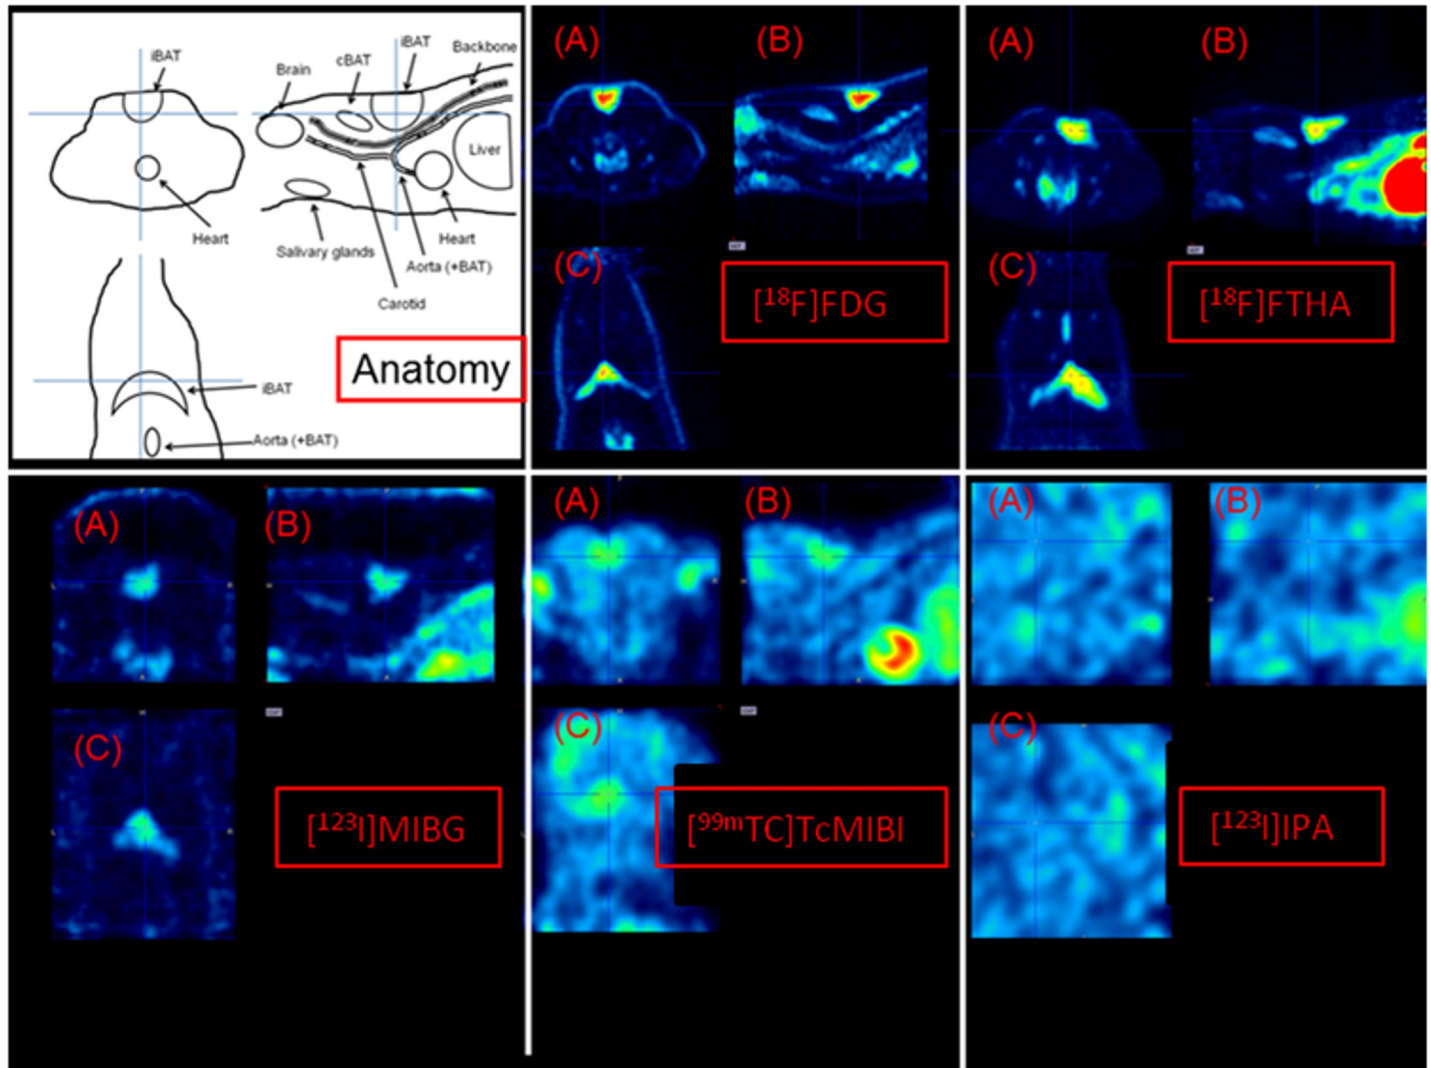 iBAT
Heart
Brain
cBAT
iBAT
Backbone
Liver
Salivary glands
Heart
Aorta (+BAT)
Carotid
iBAT
Aorta (+BAT)
Anatomy
(A)
(B)
(C)
[¹⁸F]FDG
(A)
(B)
(C)
[¹⁸F]FTHA
(A)
(B)
(C)
[¹²³I]MIBG
(A)
(B)
(C)
[⁹⁹ᵐTC]TcMIBI
(A)
(B)
(C)
[¹²³I]IPA